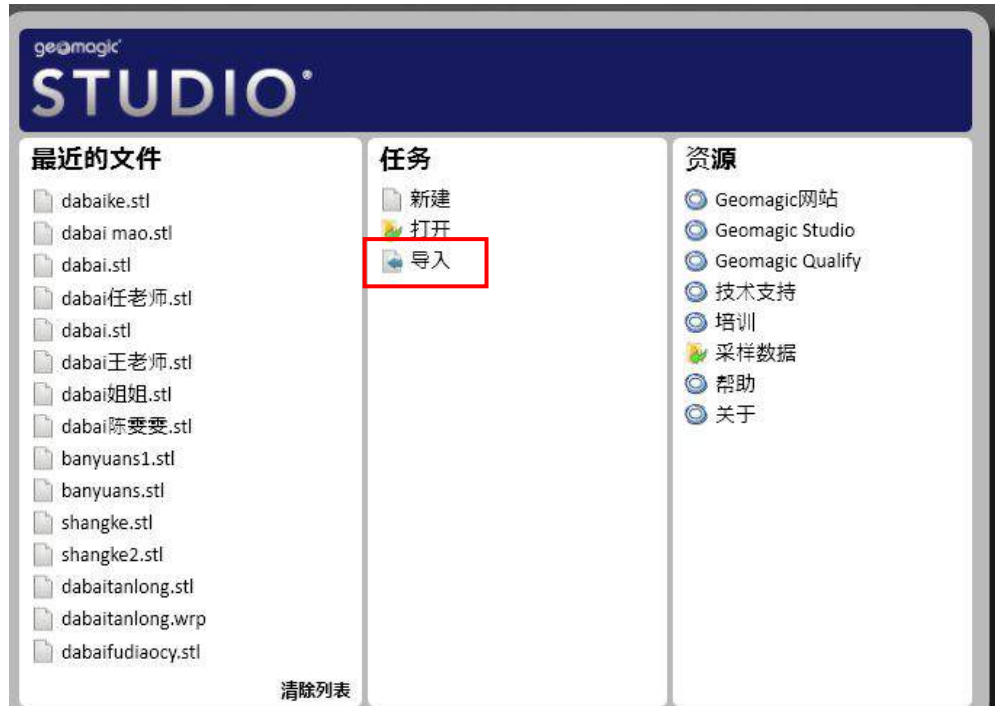 geomagic
STUDIO
最近的文件
dabaike.stl
dabai mao.stl
dabai.stl
dabai任老师.stl
dabai.stl
dabai王老师.stl
dabai姐姐.stl
dabai陈雯雯.stl
banyuans1.stl
banyuans.stl
shangke.stl
shangke2.stl
dabaitanlong.stl
dabaitanlong.wrp
dabaifudiaocy.stl
清除列表
任务
新建
打开
导入
资源
Geomagic网站
Geomagic Studio
Geomagic Qualify
技术支持
培训
采样数据
帮助
关于